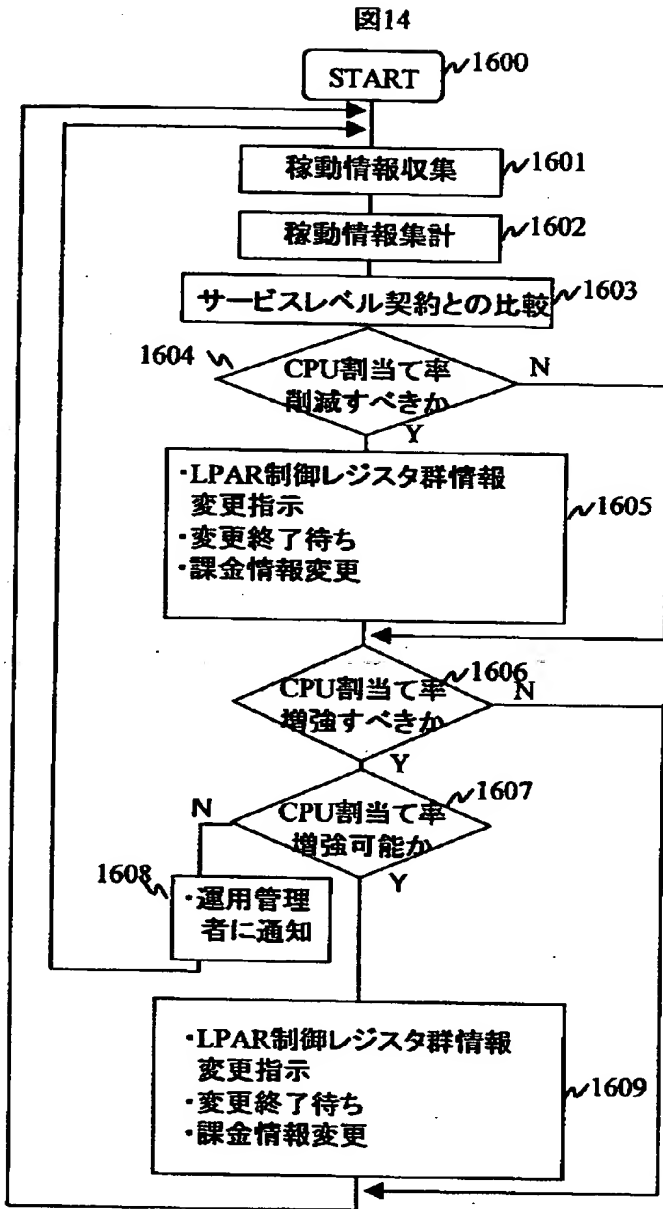 図14
START
1600
稼動情報収集
1601
稼動情報集計
1602
サービスレベル契約との比較
1603
1604
CPU割当て率
削減すべきか
N
Y
・LPAR制御レジスタ群情報
変更指示
・変更終了待ち
・課金情報変更
1605
CPU割当て率
増強すべきか
1606
N
Y
CPU割当て率
増強可能か
1607
N
Y
1608
・運用管理
者に通知
・LPAR制御レジスタ群情報
変更指示
・変更終了待ち
・課金情報変更
1609